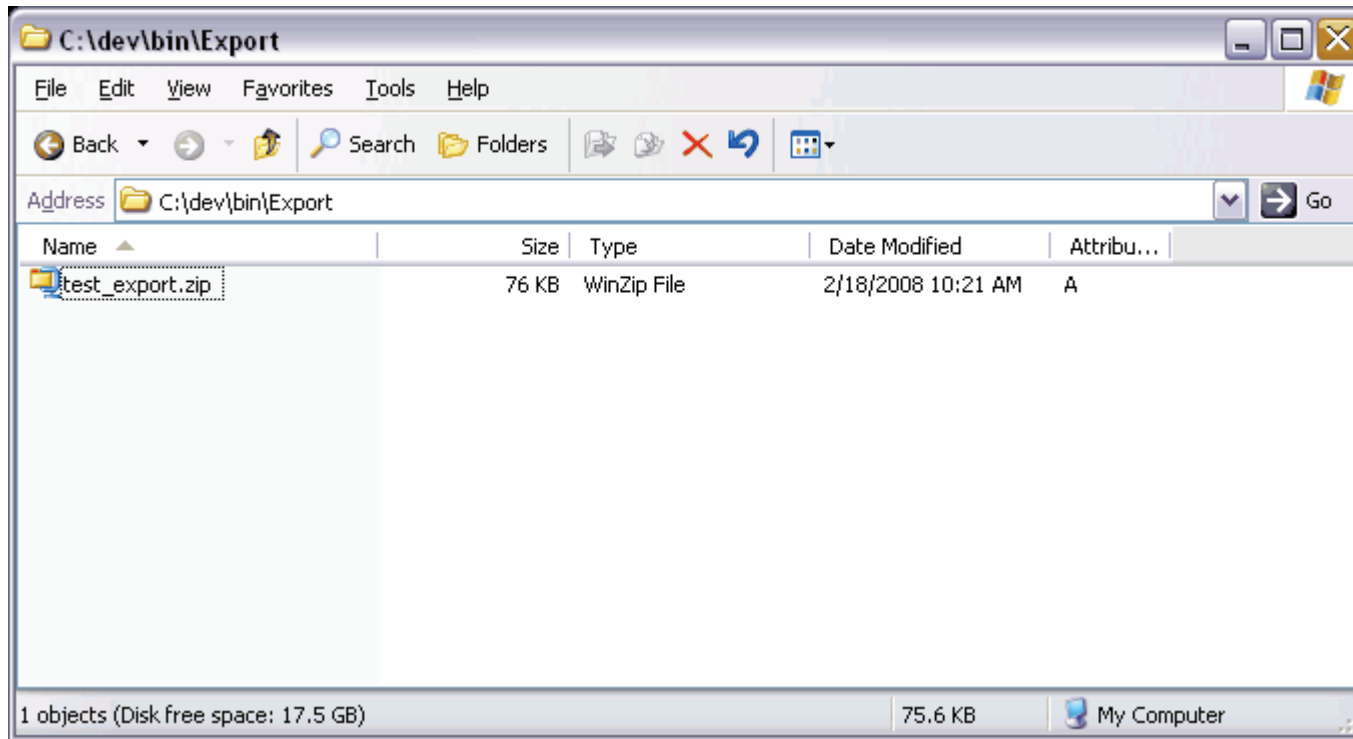 C:\dev\bin\Export
File Edit View Favorites Tools Help
Back Search Folders
Address C:\dev\bin\Export Go
Name Size Type Date Modified Attribu...
test_export.zip 76 KB WinZip File 2/18/2008 10:21 AM A
1 objects (Disk free space: 17.5 GB) 75.6 KB My Computer